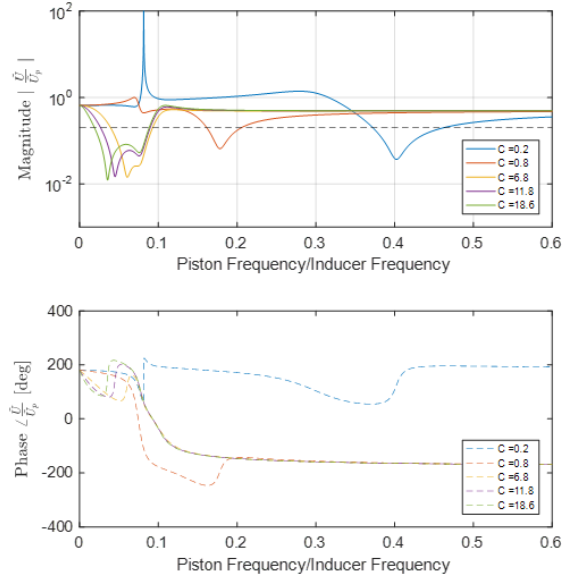 10^2
10^0
10^-2
Magnitude | Û/Û_p |
C =0.2
C =0.8
C =6.8
C =11.8
C =18.6
0 0.1 0.2 0.3 0.4 0.5 0.6
Piston Frequency/Inducer Frequency
400
200
0
-200
-400
Phase ∠ Û/Û_p [deg]
C =0.2
C =0.8
C =6.8
C =11.8
C =18.6
0 0.1 0.2 0.3 0.4 0.5 0.6
Piston Frequency/Inducer Frequency